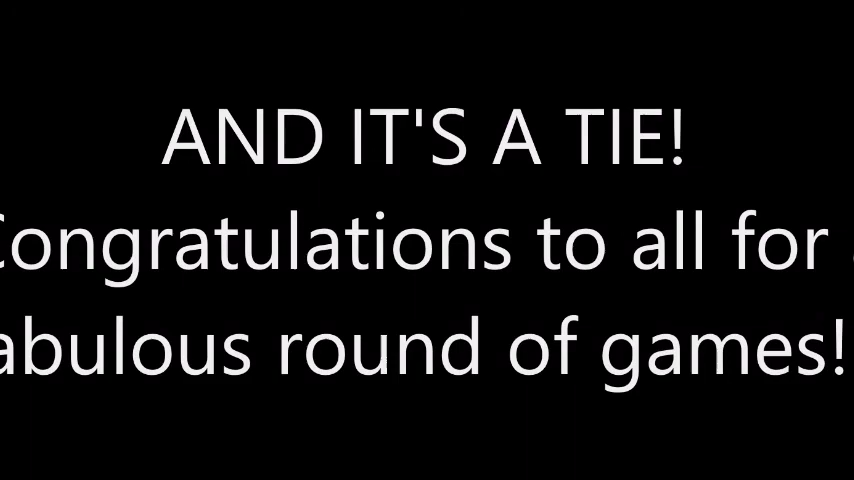 AND IT'S A TIE!
Congratulations to all for
abulous round of games!